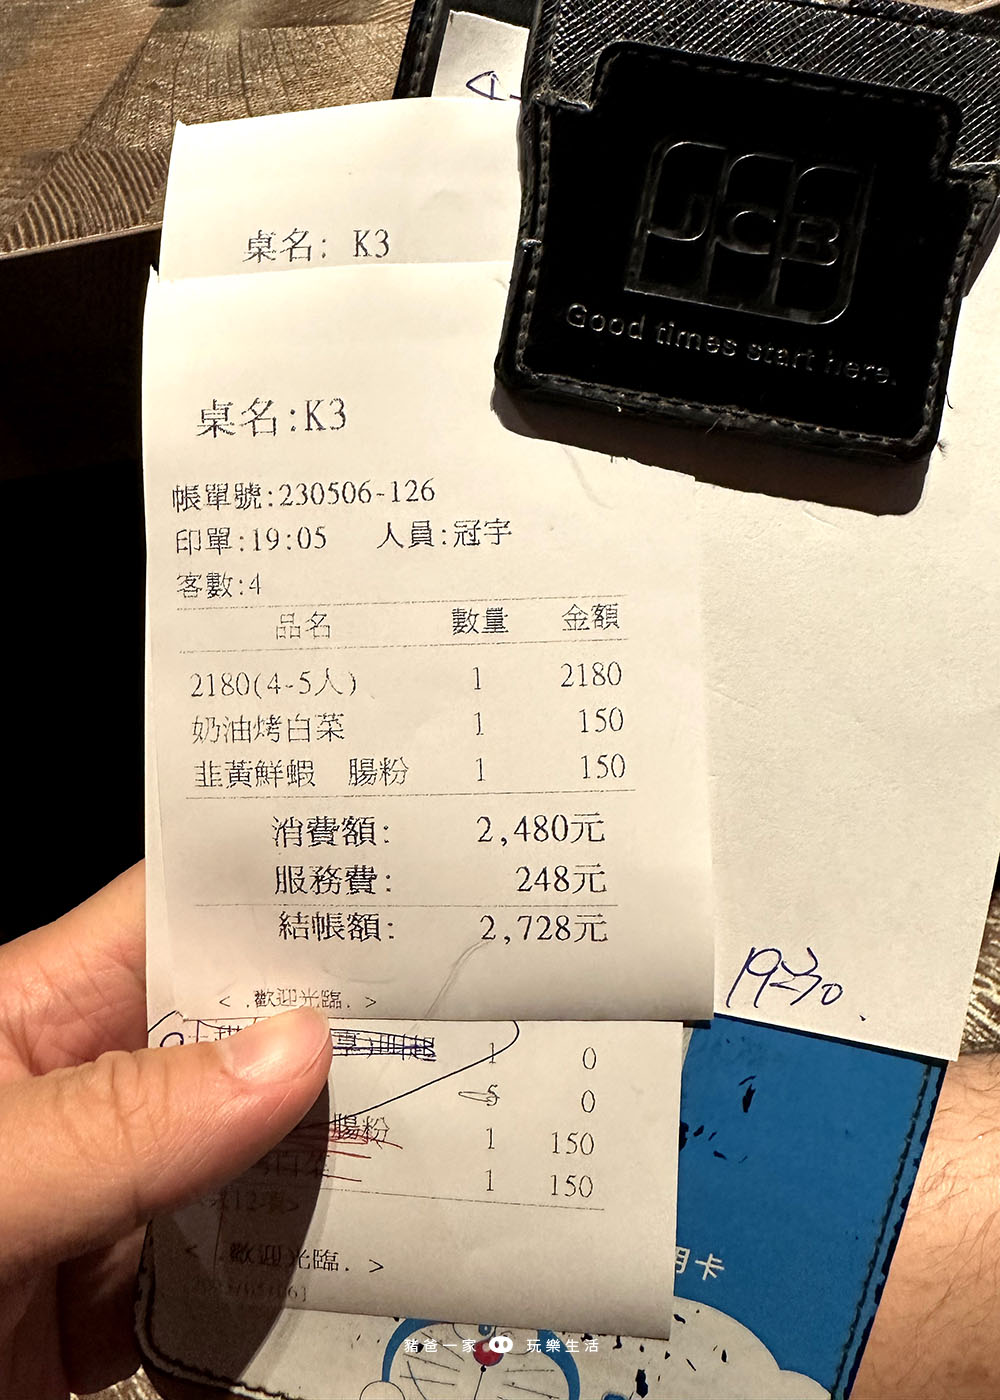 JCB
Good times start here.
桌名: K3
桌名:K3
帳單號:230506-126
印單:19:05 人員:冠宇
客數:4
品名 數量 金額
2180(4-5人) 1 2180
奶油烤白菜 1 150
韭黃鮮蝦 腸粉 1 150
消費額: 2,480元
服務費: 248元
結帳額: 2,728元
< .歡迎光臨. >
1 0
5 0
腸粉 1 150
1 150
< .歡迎光臨. >
用卡
豬爸一家 玩樂生活